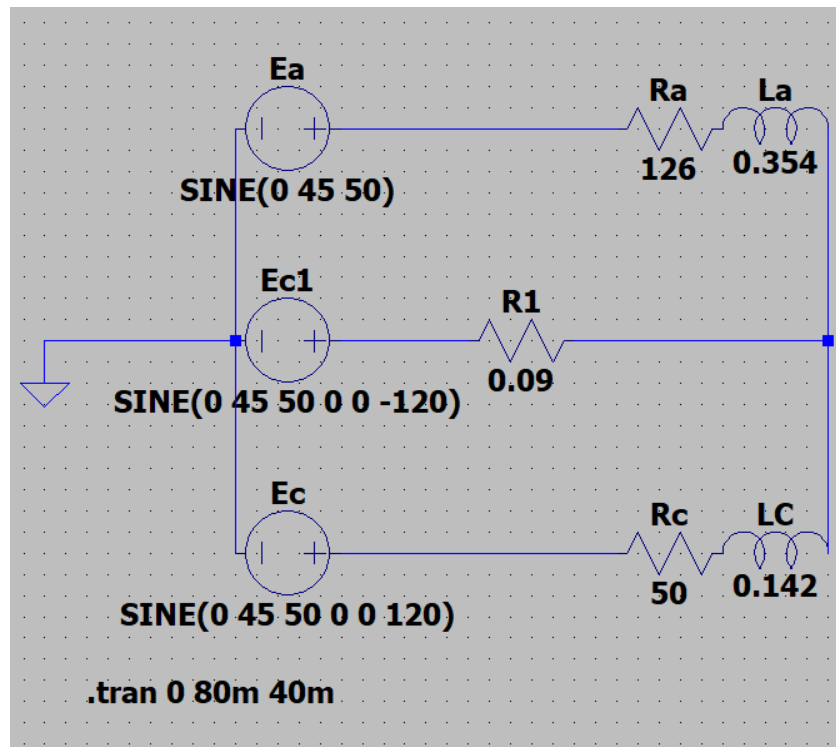 Ea
Ra
La
126
0.354
SINE(0 45 50)
Ec1
R1
0.09
SINE(0 45 50 0 0 -120)
Ec
Rc
LC
50
0.142
SINE(0 45 50 0 0 120)
.tran 0 80m 40m